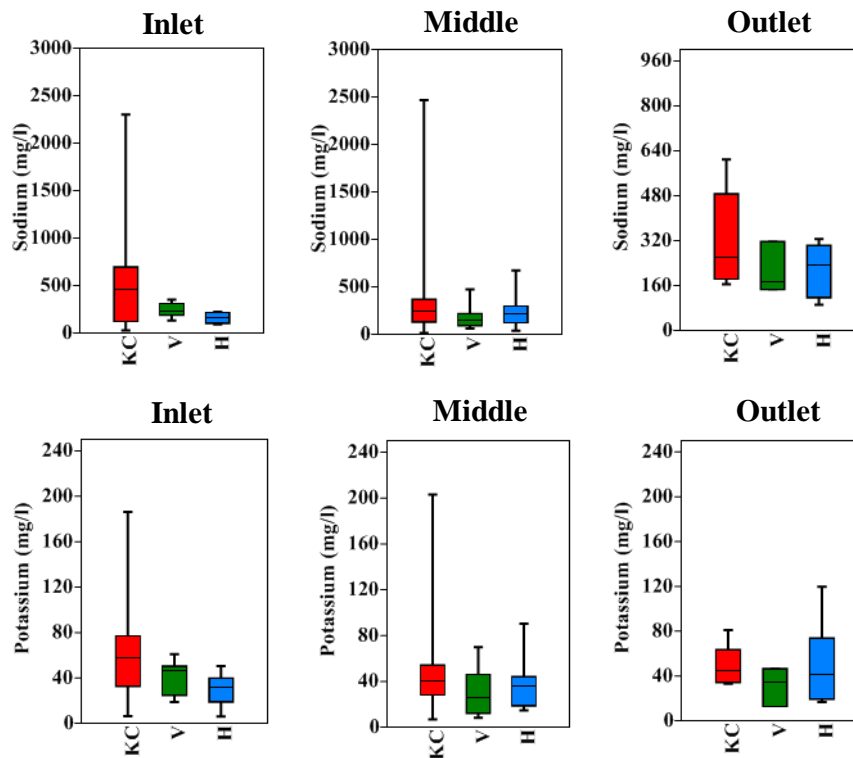 Inlet
Middle
Outlet
Sodium (mg/l)
3000
2500
2000
1500
1000
500
0
KC
V
H
Sodium (mg/l)
3000
2500
2000
1500
1000
500
0
KC
V
H
Sodium (mg/l)
960
800
640
480
320
160
0
KC
V
H
Inlet
Middle
Outlet
Potassium (mg/l)
240
200
160
120
80
40
0
KC
V
H
Potassium (mg/l)
240
200
160
120
80
40
0
KC
V
H
Potassium (mg/l)
240
200
160
120
80
40
0
KC
V
H